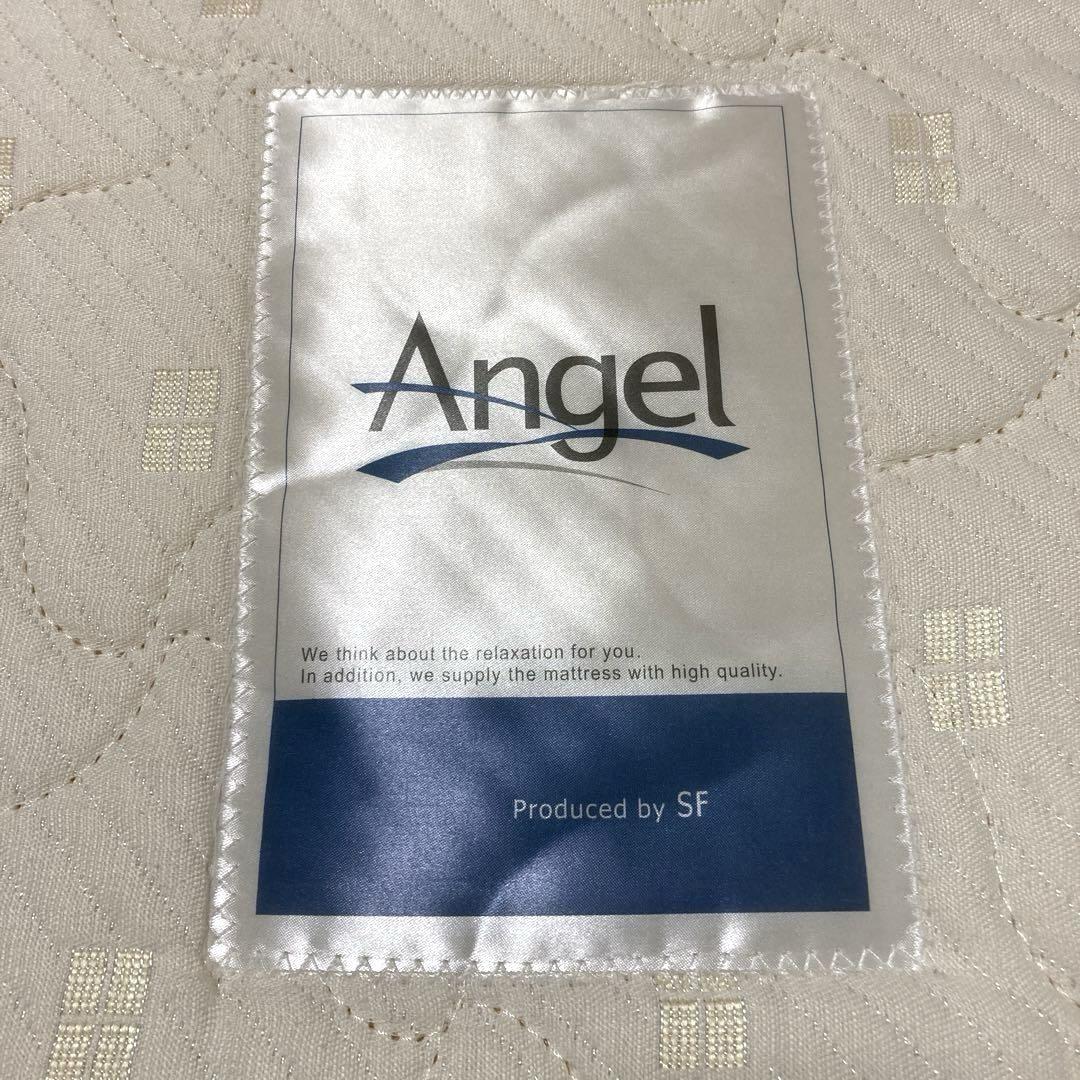 Angel
We think about the relaxation for you.
In addition, we supply the mattress with high quality.
Produced by SF